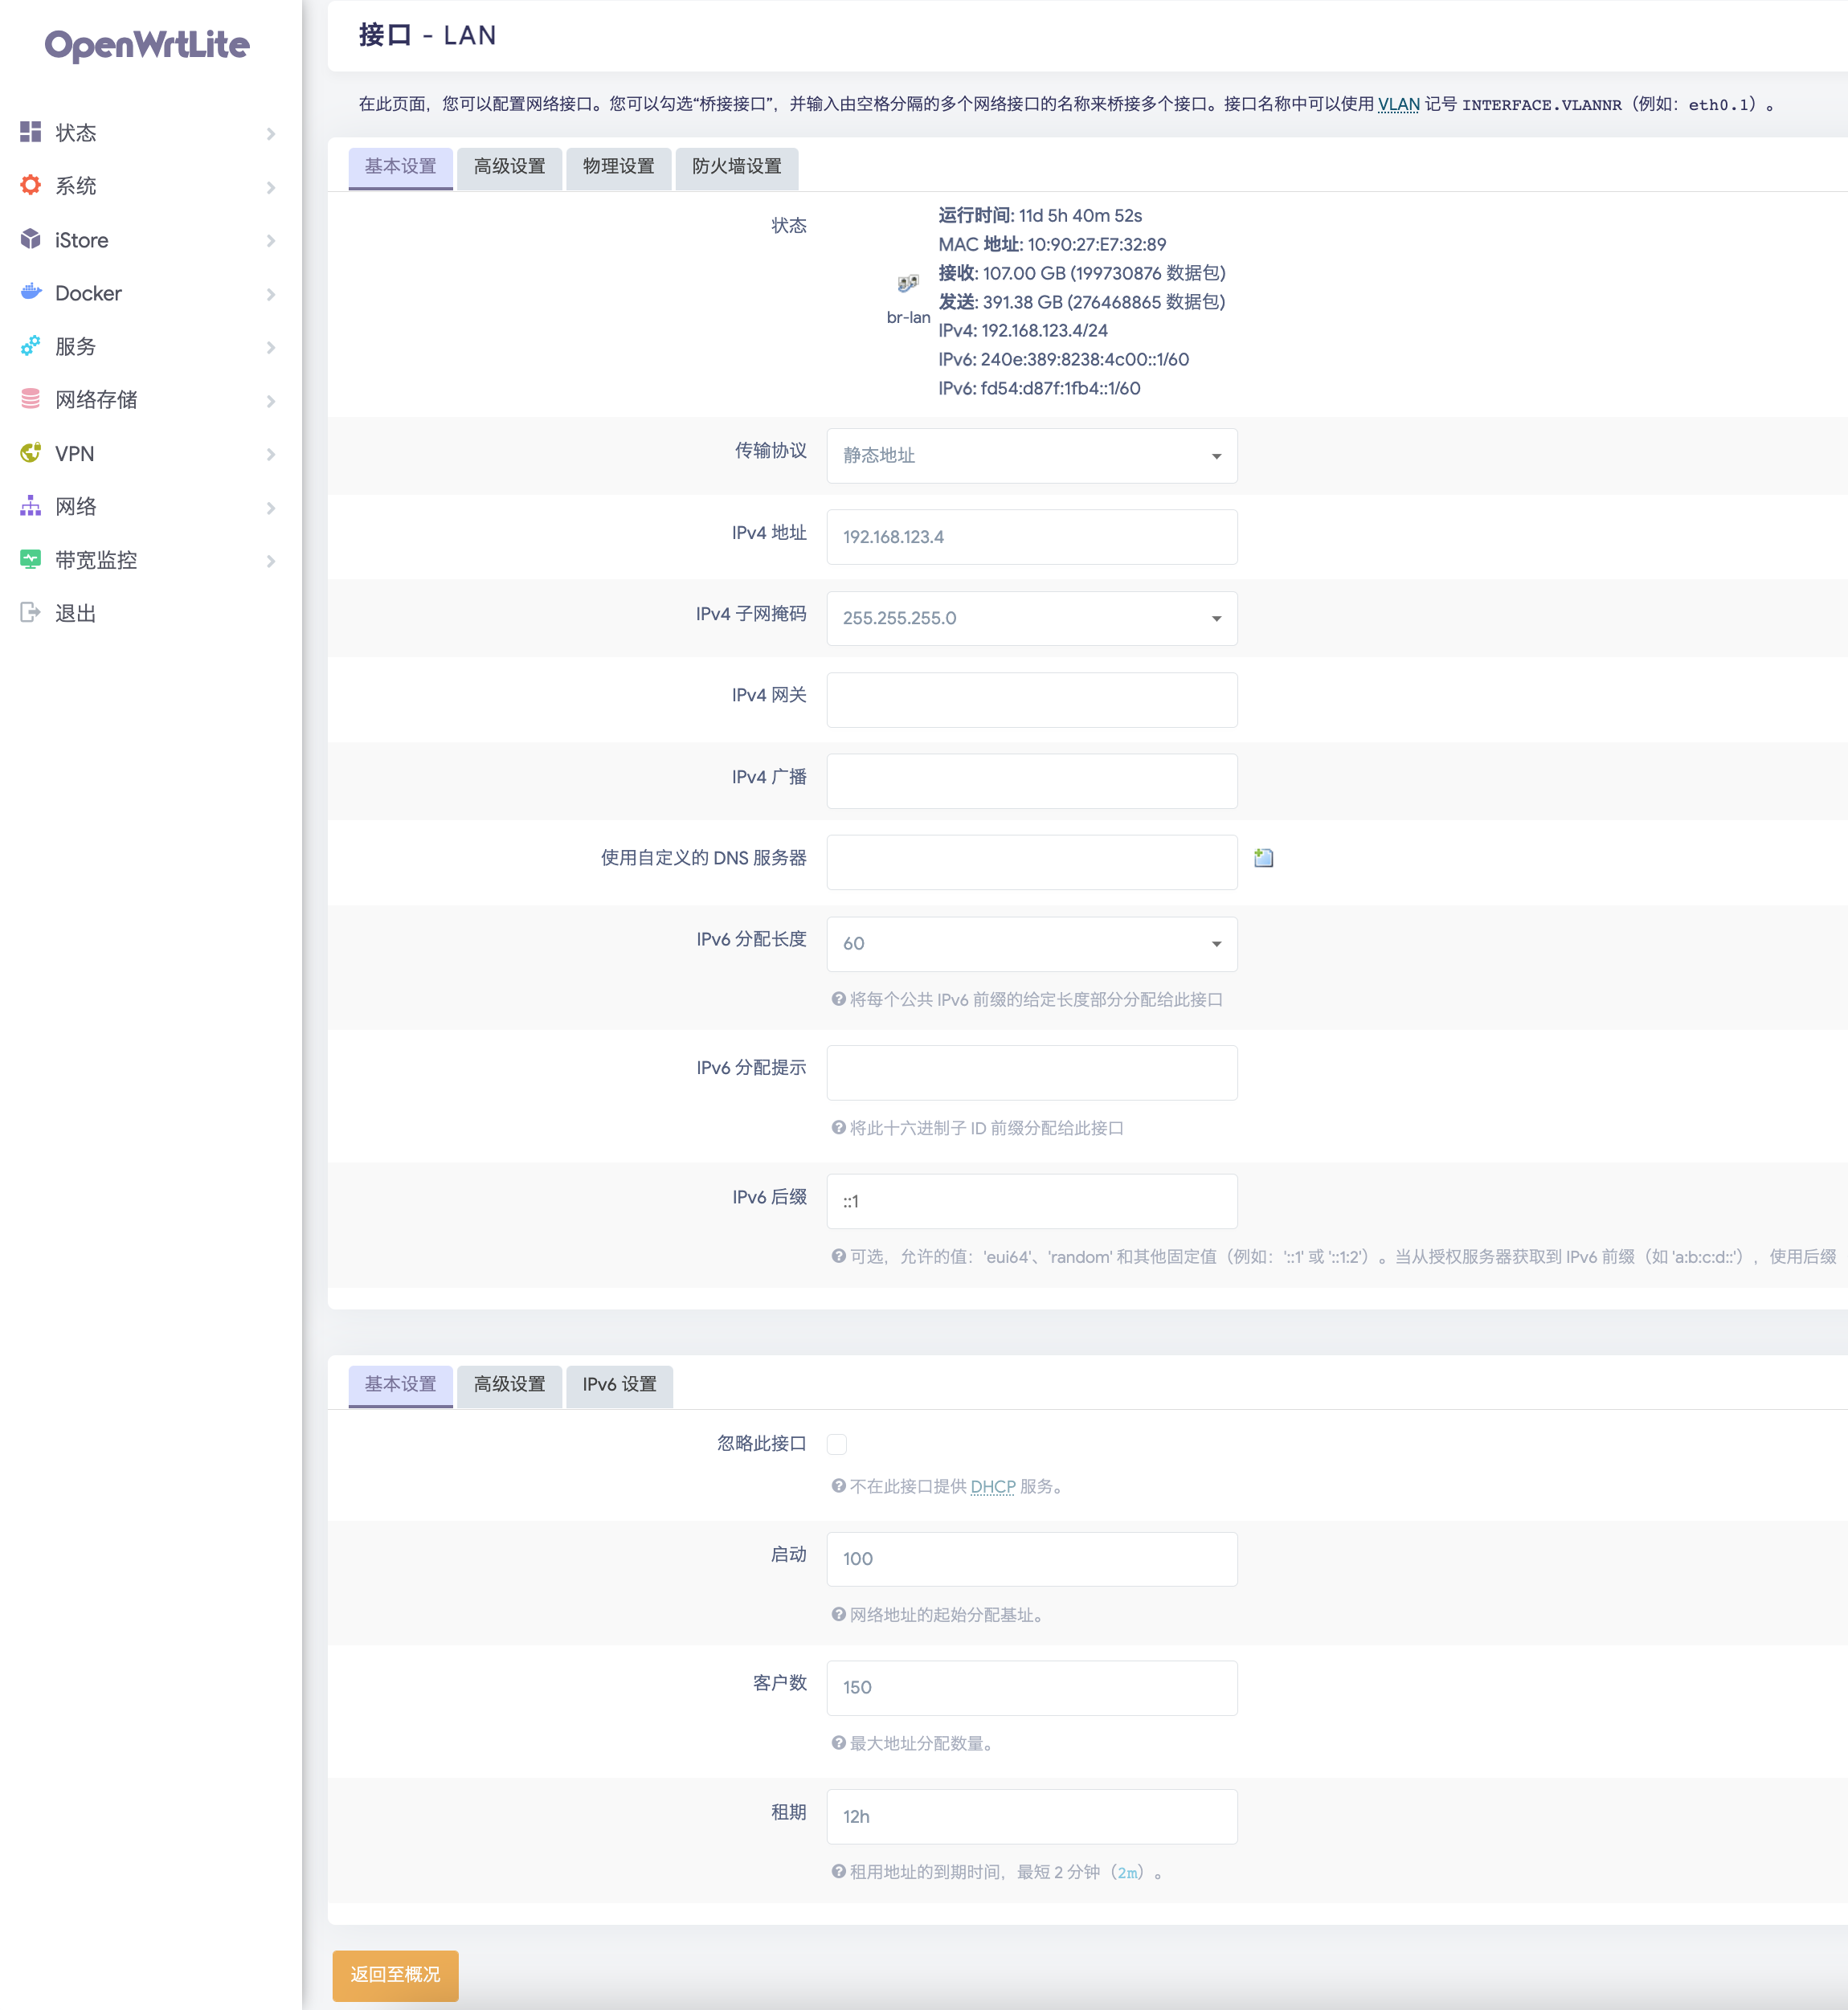 OpenWrtLite
状态
系统
iStore
Docker
服务
网络存储
VPN
网络
带宽监控
退出
接口 - LAN
在此页面，您可以配置网络接口。您可以勾选“桥接接口”，并输入由空格分隔的多个网络接口的名称来桥接多个接口。接口名称中可以使用 VLAN 记号 INTERFACE.VLANNR（例如：eth0.1）。
基本设置 高级设置 物理设置 防火墙设置
状态
br-lan
运行时间: 11d 5h 40m 52s
MAC 地址: 10:90:27:E7:32:89
接收: 107.00 GB (199730876 数据包)
发送: 391.38 GB (276468865 数据包)
IPv4: 192.168.123.4/24
IPv6: 240e:389:8238:4c00::1/60
IPv6: fd54:d87f:1fb4::1/60
传输协议 静态地址
IPv4 地址 192.168.123.4
IPv4 子网掩码 255.255.255.0
IPv4 网关
IPv4 广播
使用自定义的 DNS 服务器
IPv6 分配长度 60
将每个公共 IPv6 前缀的给定长度部分分配给此接口
IPv6 分配提示
将此十六进制子 ID 前缀分配给此接口
IPv6 后缀 ::1
可选，允许的值：'eui64'、'random' 和其他固定值（例如：'::1' 或 '::1:2'）。当从授权服务器获取到 IPv6 前缀（如 'a:b:c:d::'），使用后缀
基本设置 高级设置 IPv6 设置
忽略此接口
不在此接口提供 DHCP 服务。
启动 100
网络地址的起始分配基址。
客户数 150
最大地址分配数量。
租期 12h
租用地址的到期时间，最短 2 分钟（2m）。
返回至概况